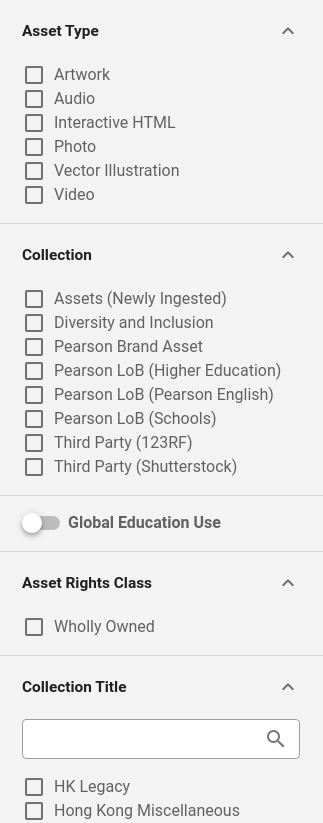 Asset Type
Artwork
Audio
Interactive HTML
Photo
Vector Illustration
Video
Collection
Assets (Newly Ingested)
Diversity and Inclusion
Pearson Brand Asset
Pearson LoB (Higher Education)
Pearson LoB (Pearson English)
Pearson LoB (Schools)
Third Party (123RF)
Third Party (Shutterstock)
Global Education Use
Asset Rights Class
Wholly Owned
Collection Title
HK Legacy
Hong Kong Miscellaneous